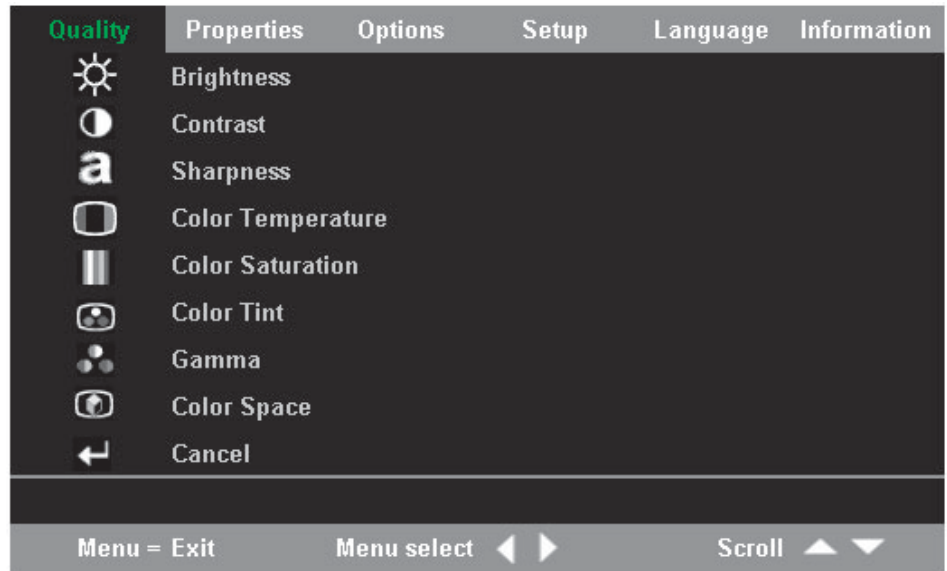 Quality Properties Options Setup Language Information
Brightness
Contrast
a Sharpness
Color Temperature
Color Saturation
Color Tint
Gamma
Color Space
Cancel
Menu = Exit Menu select Scroll